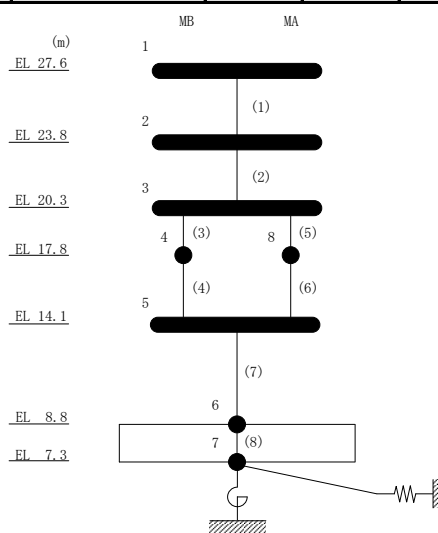 MB MA
(m) 1
EL 27.6
(1)
2
EL 23.8
(2)
3
EL 20.3
4 (3) 8 (5)
EL 17.8
(4) (6)
5
EL 14.1
(7)
6
EL 8.8
7 (8)
EL 7.3